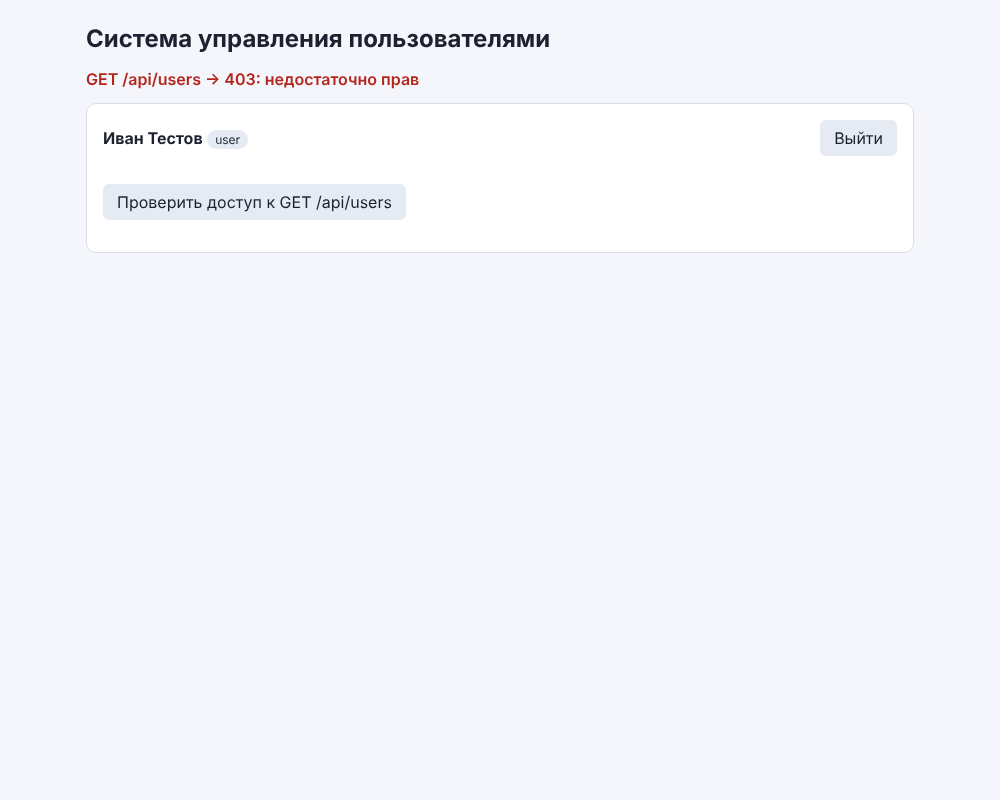 Система управления пользователями
GET /api/users → 403: недостаточно прав
Иван Тестов user
Выйти
Проверить доступ к GET /api/users